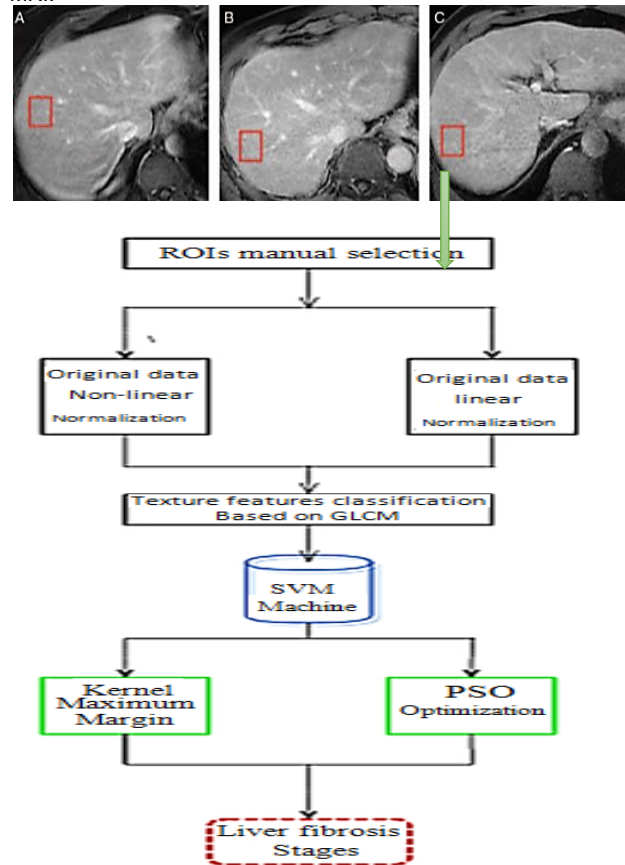 A
B
C
ROIs manual selection
Original data
Non-linear
Normalization
Original data
linear
Normalization
Texture features classification
Based on GLCM
SVM
Machine
Kernel
Maximum
Margin
PSO
Optimization
Liver fibrosis
Stages